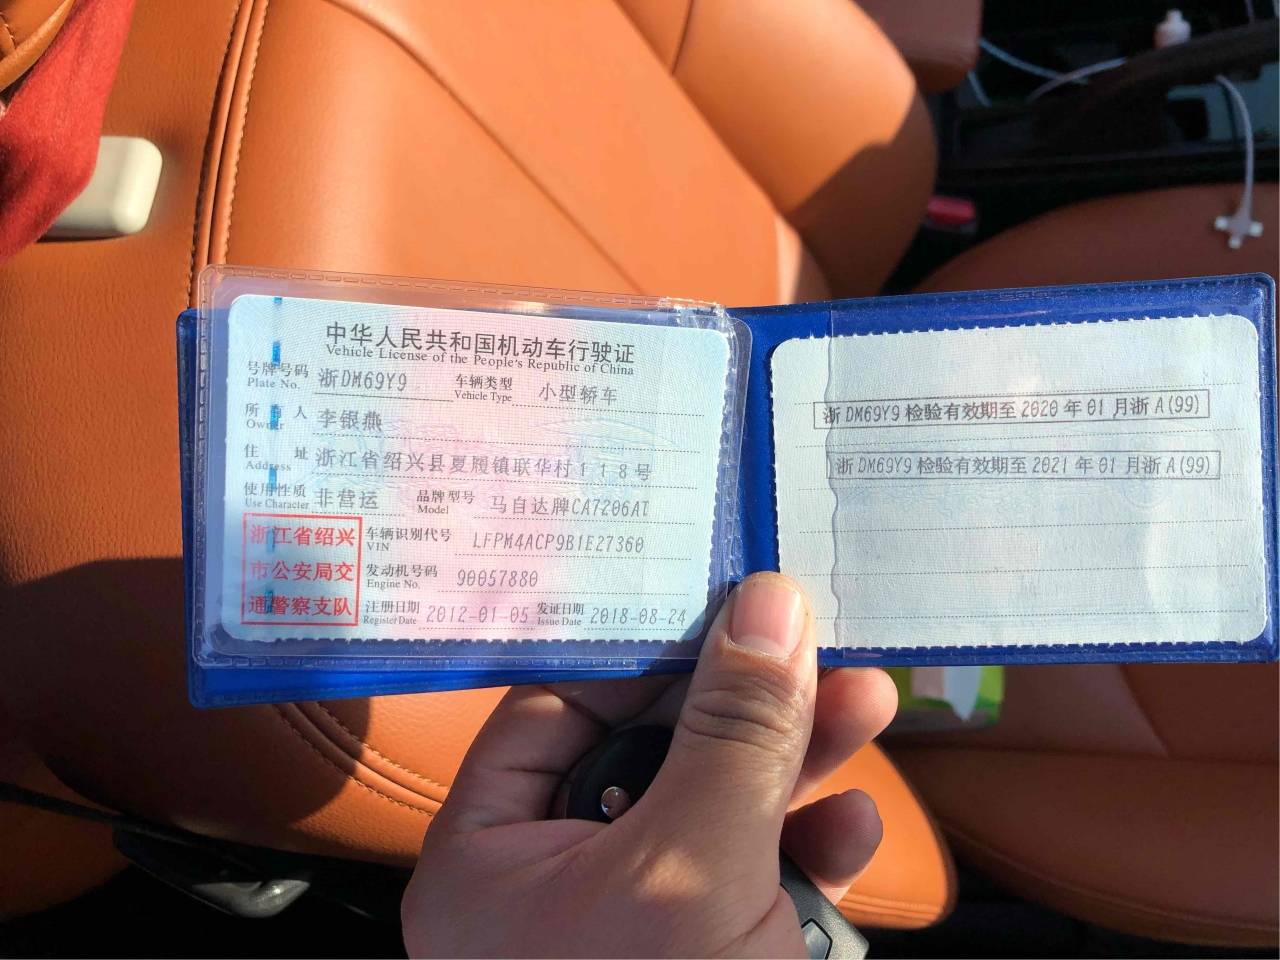 中华人民共和国机动车行驶证
Vehicle License of the People's Republic of China
号牌号码 浙DM69Y9 车辆类型 小型轿车
Plate No. Vehicle Type
所有人 李银燕
Owner
住址 浙江省绍兴县夏履镇联华村118号
Address
使用性质 非营运 品牌型号 马自达牌CA7206AT
Use Character Model
浙江省绍兴
市公安局交
通警察支队
车辆识别代号 LFPM4ACP9B1E27360
VIN
发动机号码 90057880
Engine No.
注册日期 2012-01-05 发证日期 2018-08-24
Register Date Issue Date
浙DM69Y9检验有效期至2020年01月浙A(99)
浙DM69Y9检验有效期至2021年01月浙A(99)